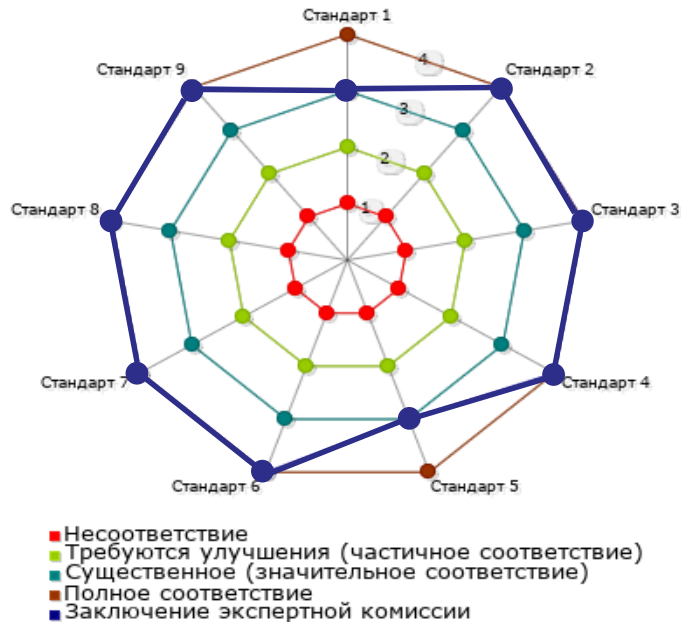 Стандарт 1
4
Стандарт 9
Стандарт 2
3
2
1
Стандарт 8
Стандарт 3
Стандарт 7
Стандарт 4
Стандарт 6
Стандарт 5
Несоответствие
Требуются улучшения (частичное соответствие)
Существенное (значительное соответствие)
Полное соответствие
Заключение экспертной комиссии